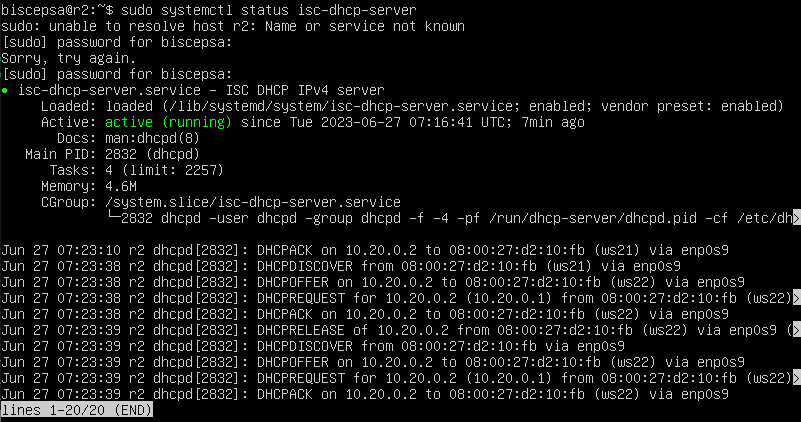 biscepsa@r2:~$ sudo systemctl status isc-dhcp-server
sudo: unable to resolve host r2: Name or service not known
[sudo] password for biscepsa:
Sorry, try again.
[sudo] password for biscepsa:
● isc-dhcp-server.service - ISC DHCP IPv4 server
     Loaded: loaded (/lib/systemd/system/isc-dhcp-server.service; enabled; vendor preset: enabled)
     Active: active (running) since Tue 2023-06-27 07:16:41 UTC; 7min ago
       Docs: man:dhcpd(8)
   Main PID: 2832 (dhcpd)
      Tasks: 4 (limit: 2257)
     Memory: 4.6M
     CGroup: /system.slice/isc-dhcp-server.service
             └─2832 dhcpd -user dhcpd -group dhcpd -f -4 -pf /run/dhcp-server/dhcpd.pid -cf /etc/dh>
Jun 27 07:23:10 r2 dhcpd[2832]: DHCPACK on 10.20.0.2 to 08:00:27:d2:10:fb (ws21) via enp0s9
Jun 27 07:23:38 r2 dhcpd[2832]: DHCPDISCOVER from 08:00:27:d2:10:fb (ws21) via enp0s9
Jun 27 07:23:38 r2 dhcpd[2832]: DHCPOFFER on 10.20.0.2 to 08:00:27:d2:10:fb (ws22) via enp0s9
Jun 27 07:23:38 r2 dhcpd[2832]: DHCPREQUEST for 10.20.0.2 (10.20.0.1) from 08:00:27:d2:10:fb (ws22)>
Jun 27 07:23:38 r2 dhcpd[2832]: DHCPACK on 10.20.0.2 to 08:00:27:d2:10:fb (ws22) via enp0s9
Jun 27 07:23:39 r2 dhcpd[2832]: DHCPRELEASE of 10.20.0.2 from 08:00:27:d2:10:fb (ws22) via enp0s9 (>
Jun 27 07:23:39 r2 dhcpd[2832]: DHCPDISCOVER from 08:00:27:d2:10:fb via enp0s9
Jun 27 07:23:39 r2 dhcpd[2832]: DHCPOFFER on 10.20.0.2 to 08:00:27:d2:10:fb (ws22) via enp0s9
Jun 27 07:23:39 r2 dhcpd[2832]: DHCPREQUEST for 10.20.0.2 (10.20.0.1) from 08:00:27:d2:10:fb (ws22)>
Jun 27 07:23:39 r2 dhcpd[2832]: DHCPACK on 10.20.0.2 to 08:00:27:d2:10:fb (ws22) via enp0s9
lines 1-20/20 (END)